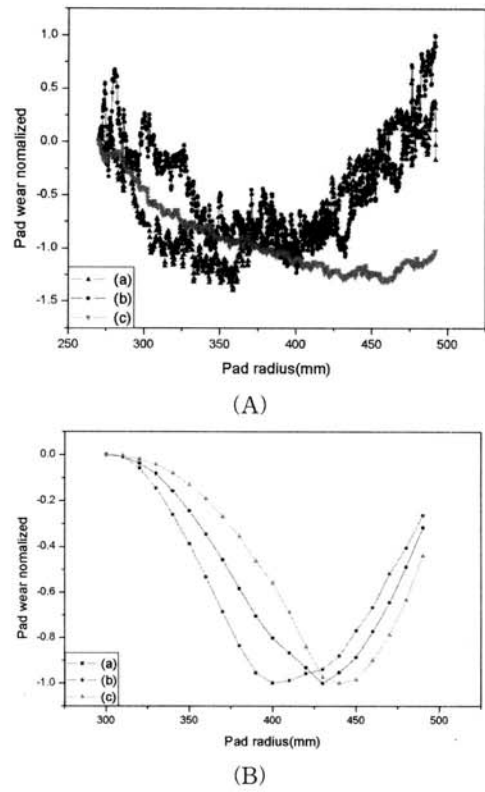 1.0
0.5
0.0
-0.5
-1.0
-1.5
Pad wear nomalized
(a)
(b)
(c)
250 300 350 400 450 500
Pad radius(mm)
(A)
0.0
-0.2
-0.4
-0.6
-0.8
-1.0
Pad wear normalized
(a)
(b)
(c)
300 350 400 450 500
Pad radius(mm)
(B)